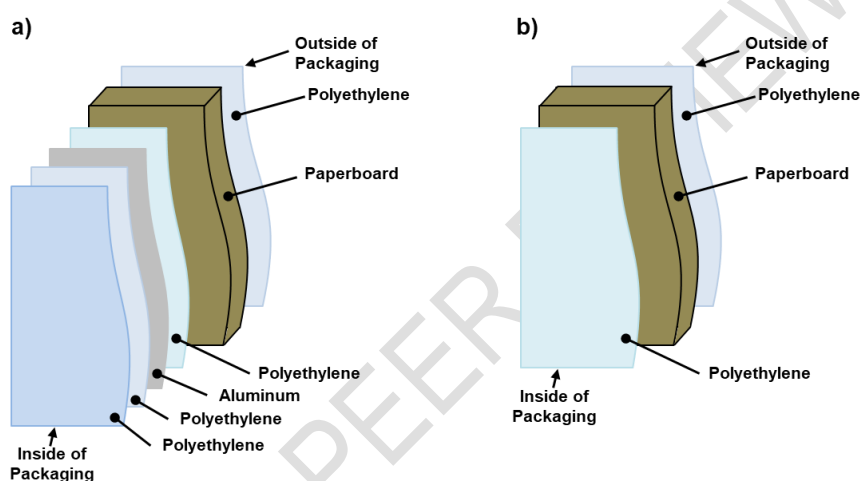 a)
Outside of
Packaging
Polyethylene
Paperboard
Polyethylene
Aluminum
Polyethylene
Polyethylene
Inside of
Packaging
b)
Outside of
Packaging
Polyethylene
Paperboard
Polyethylene
Inside of
Packaging
PEER